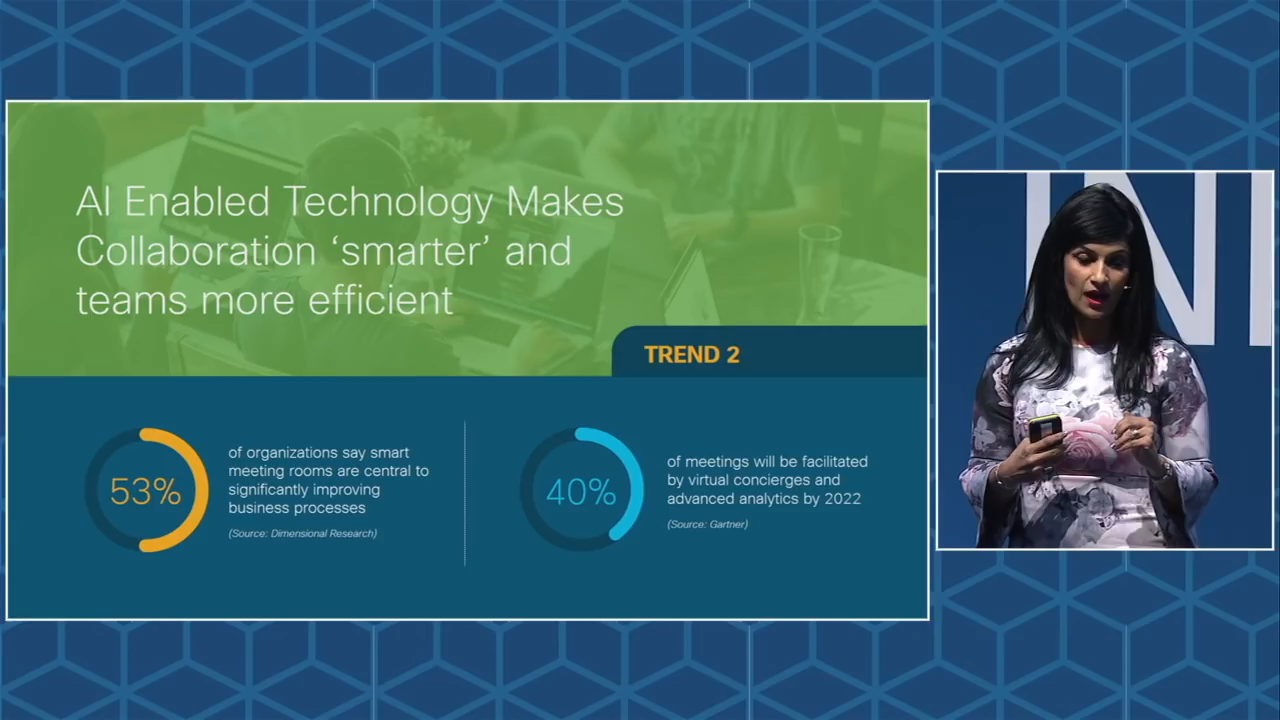 AI Enabled Technology Makes
Collaboration ‘smarter’ and
teams more efficient
TREND 2
53%
of organizations say smart
meeting rooms are central to
significantly improving
business processes
(Source: Dimensional Research)
40%
of meetings will be facilitated
by virtual concierges and
advanced analytics by 2022
(Source: Gartner)